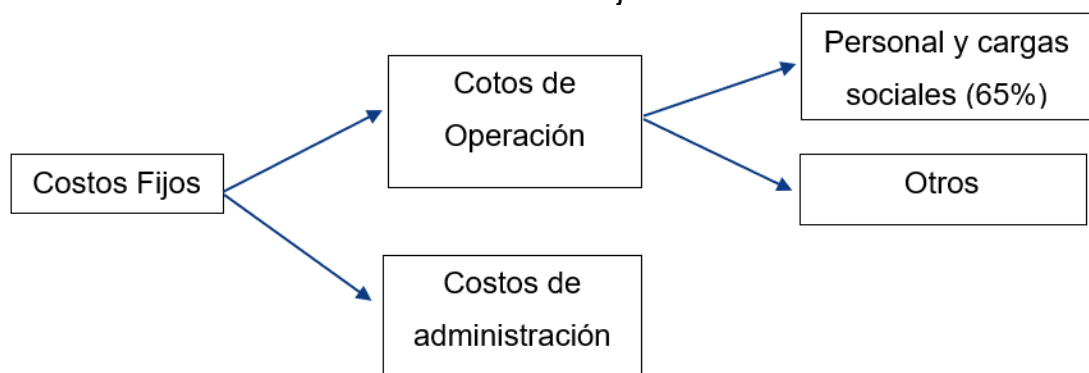 Costos Fijos
Cotos de
Operación
Costos de
administración
Personal y cargas
sociales (65%)
Otros